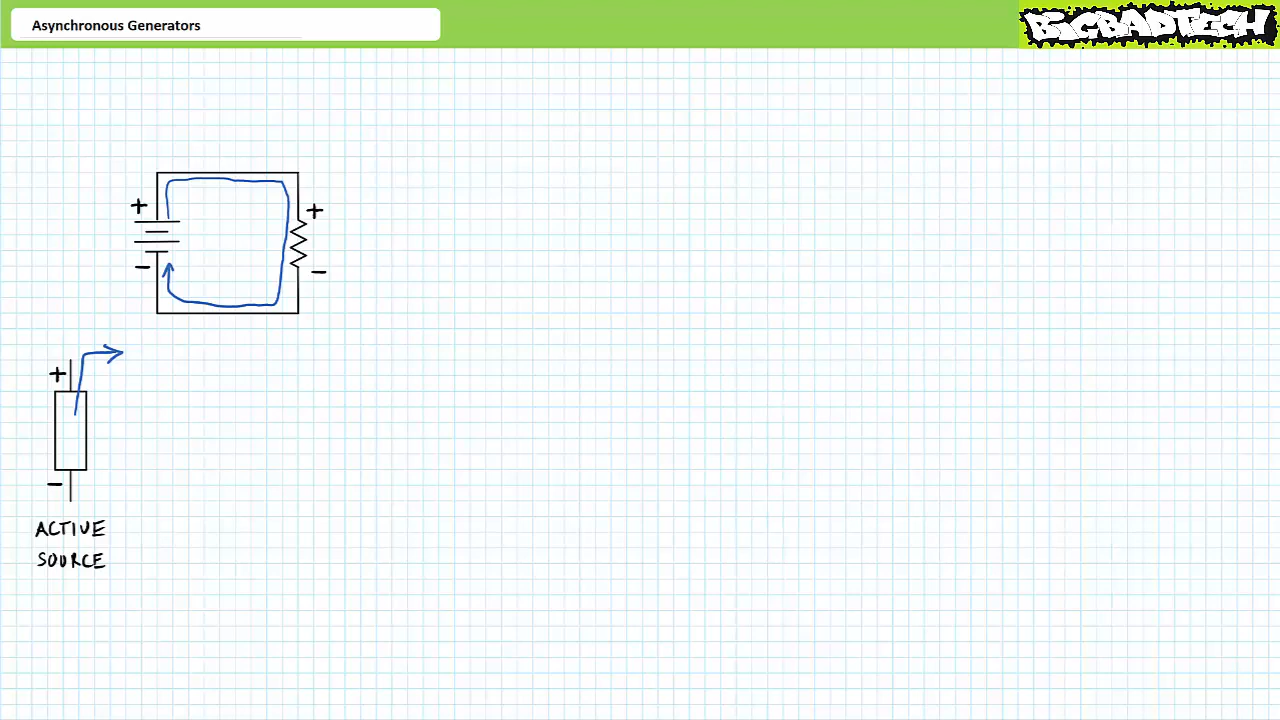 Asynchronous Generators
BIGBADTECH
+
+
−
−
+
−
ACTIVE
SOURCE